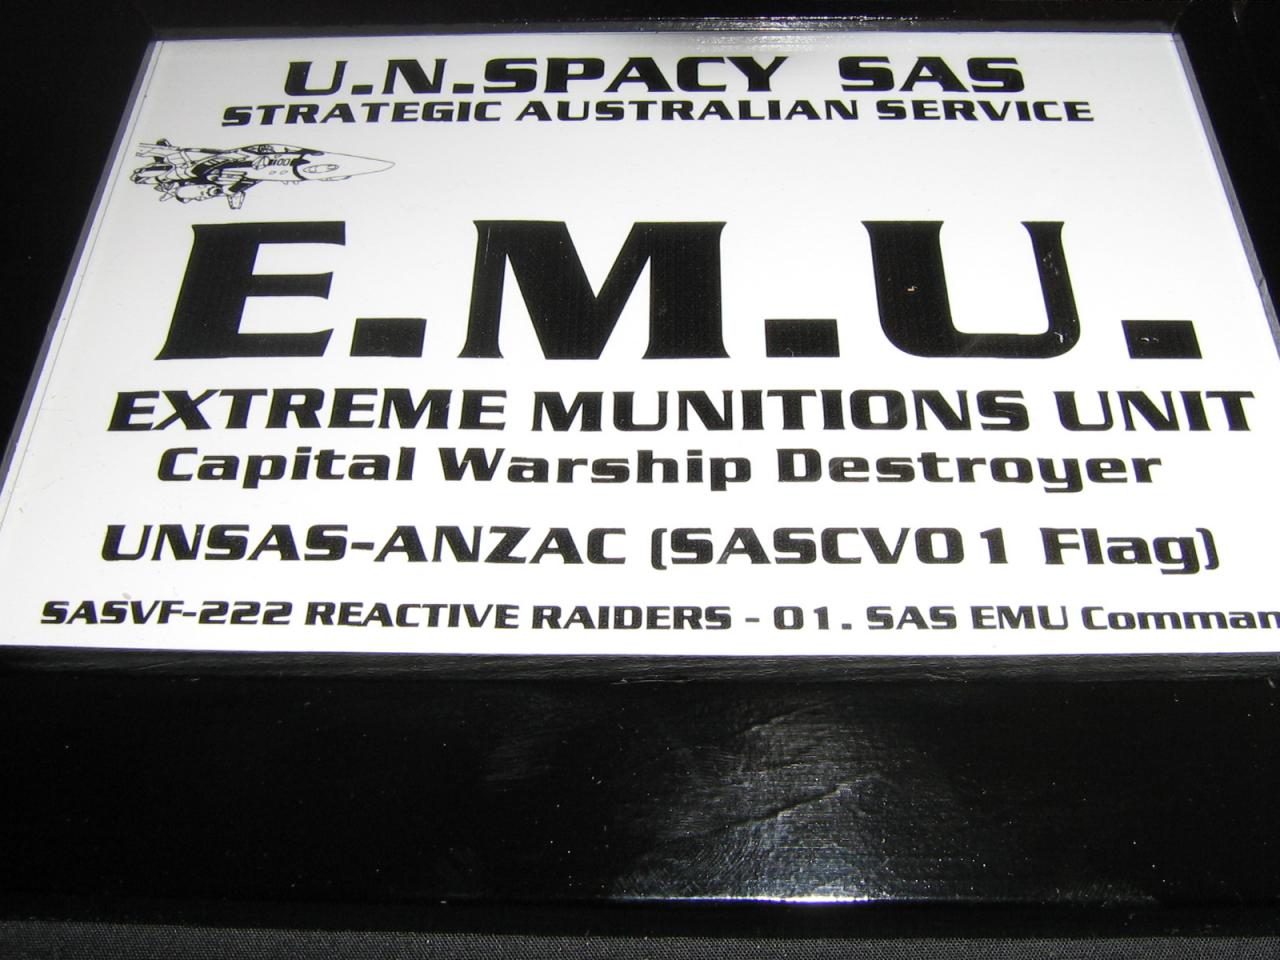 U.N.SPACY SAS
STRATEGIC AUSTRALIAN SERVICE
E.M.U.
EXTREME MUNITIONS UNIT
Capital Warship Destroyer
UNSAS-ANZAC (SASCV01 Flag)
SASVF-222 REACTIVE RAIDERS - 01. SAS EMU Comman